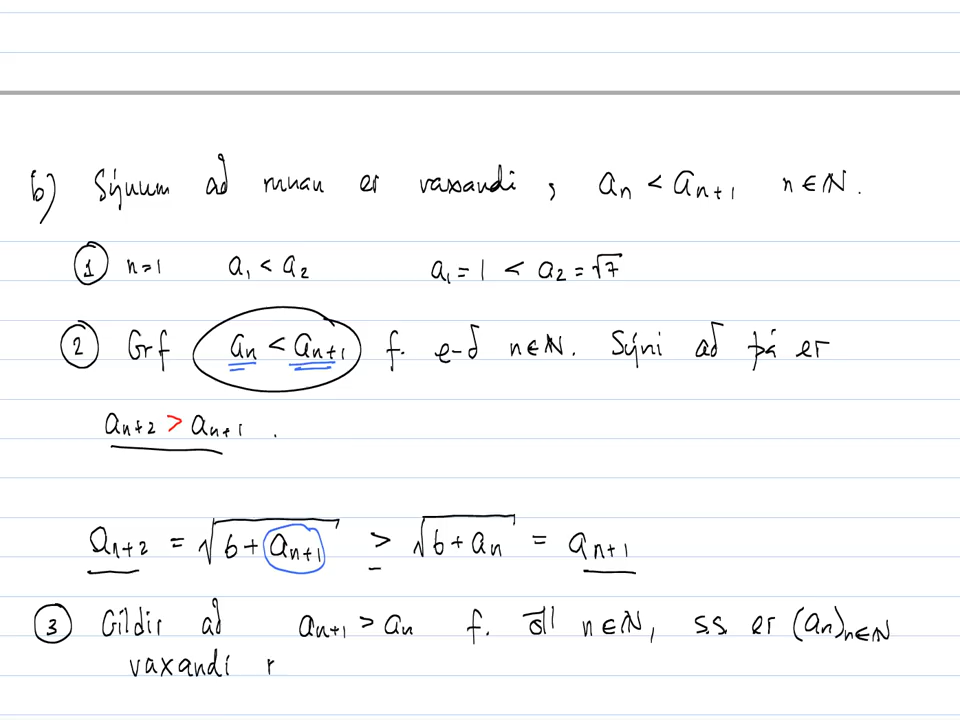 b) Sýnum að runan er vaxandi ; aₙ < aₙ₊₁ n ∈ ℕ.
① n=1 a₁ < a₂ a₁ = 1 < a₂ = √7
② Grf aₙ < aₙ₊₁ f. e-ð n∈ℕ. Sýni að þá er
aₙ₊₂ > aₙ₊₁ .
aₙ₊₂ = √(6+aₙ₊₁) > √(6+aₙ) = aₙ₊₁
③ Gildir að aₙ₊₁ > aₙ f. öll n∈ℕ, s.s. er (aₙ)ₙ∈ℕ
vaxandi r